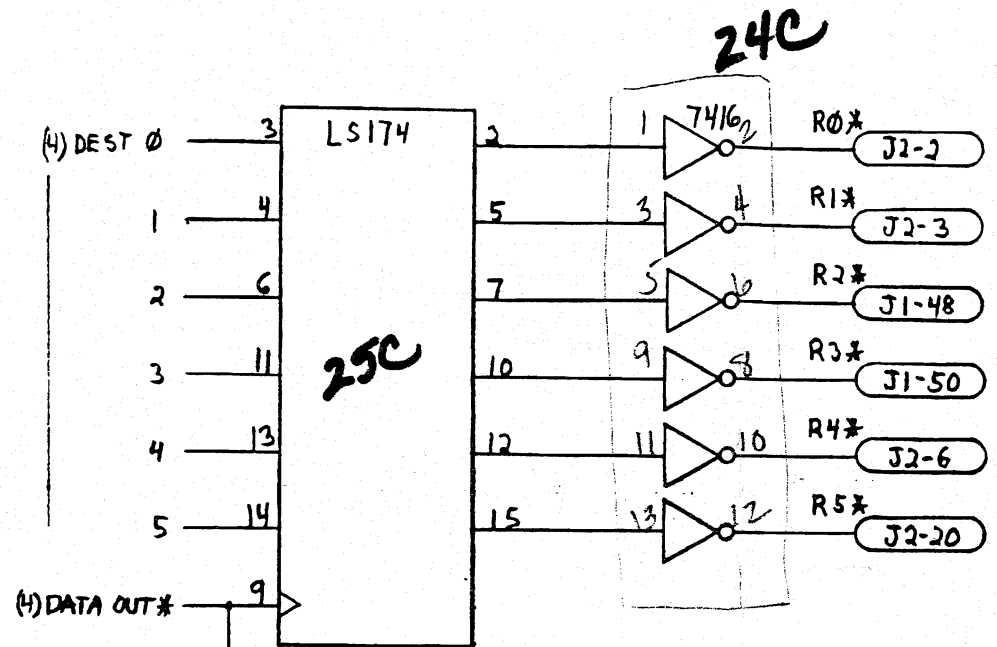 24C
(4) DEST Ø 3 LS174 2 1 7416 2 RØ* J2-2
1 4 5 3 4 R1* J2-3
2 6 7 5 6 R2* J1-48
3 11 25C 10 9 8 R3* J1-50
4 13 12 11 10 R4* J2-6
5 14 15 13 12 R5* J2-20
(4) DATA OUT* 9